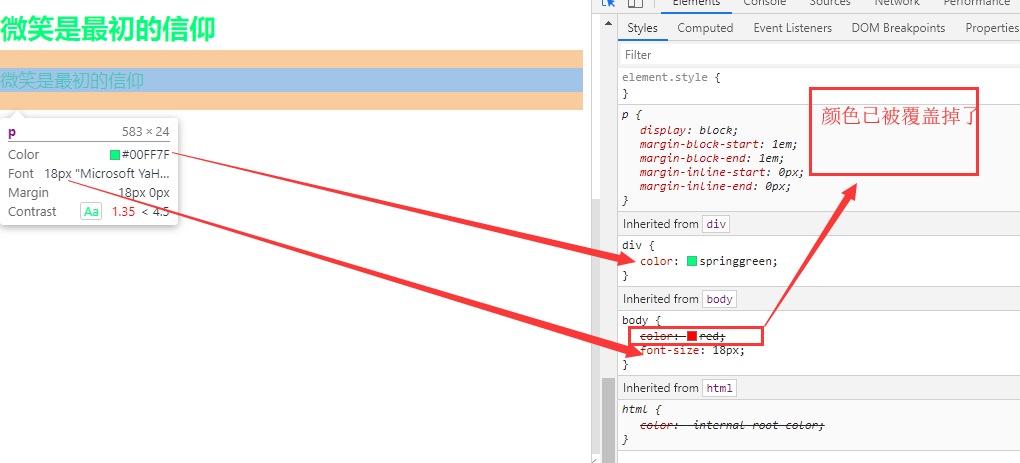 微笑是最初的信仰
微笑是最初的信仰
p 583 × 24
Color #00FF7F
Font 18px "Microsoft YaH...
Margin 18px 0px
Contrast Aa 1.35 < 4.5
Elements Console Sources Network Performance
Styles Computed Event Listeners DOM Breakpoints Properties
Filter
element.style {
}
颜色已被覆盖掉了
p {
display: block;
margin-block-start: 1em;
margin-block-end: 1em;
margin-inline-start: 0px;
margin-inline-end: 0px;
}
Inherited from div
div {
color: springgreen;
}
Inherited from body
body {
color: red;
font-size: 18px;
}
Inherited from html
html {
color: -internal-root-color;
}